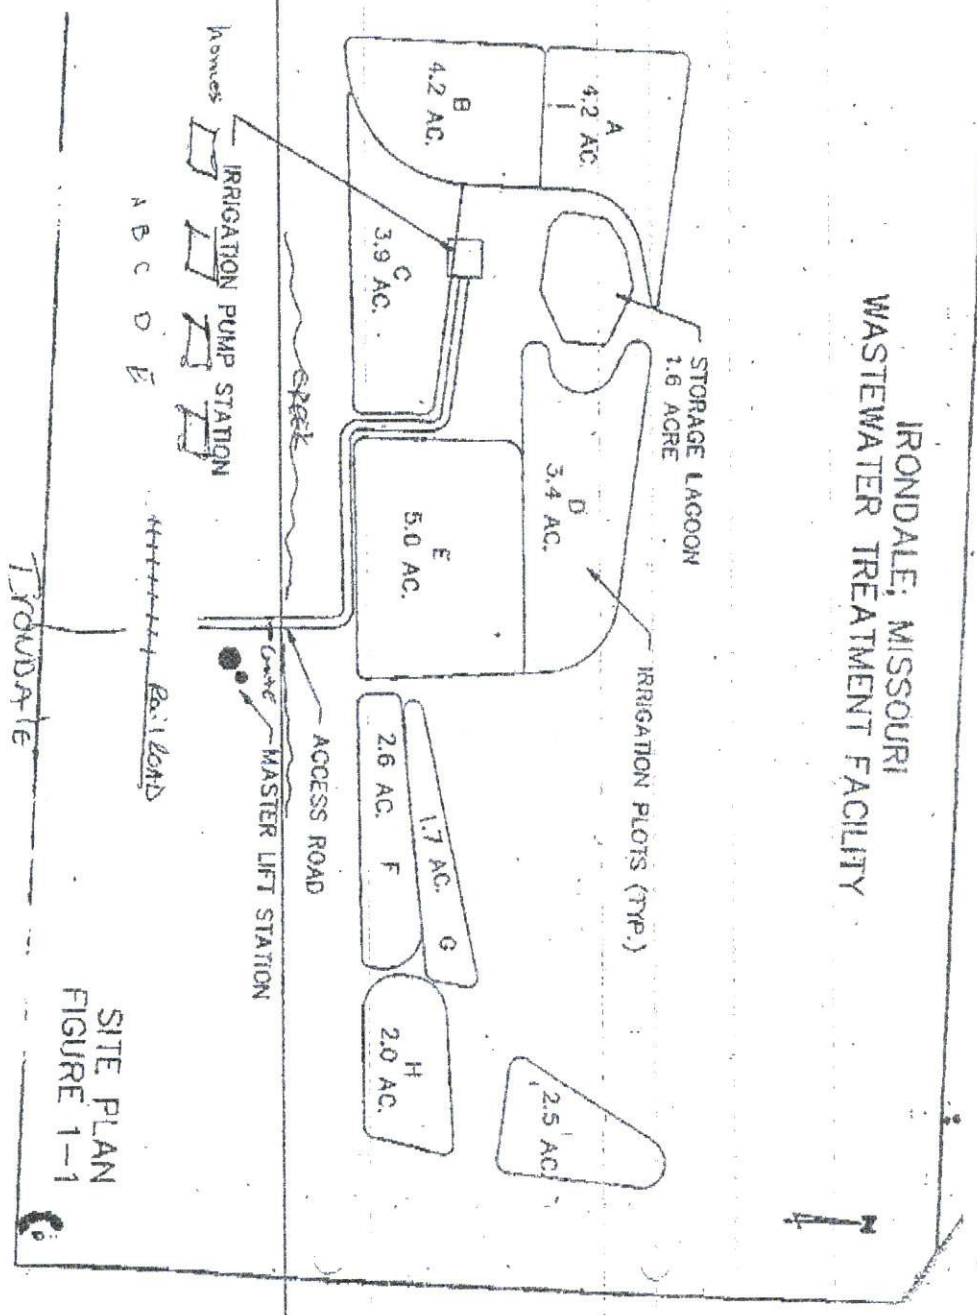 IRONDALE, MISSOURI
WASTEWATER TREATMENT FACILITY
A
4.2 AC.
B
4.2 AC.
STORAGE LAGOON
1.6 ACRE
IRRIGATION PLOTS (TYP.)
C
3.9 AC.
D
3.4 AC.
E
5.0 AC.
1.7 AC. G
2.6 AC. F
H
2.0 AC.
2.5 AC.
N
creek
ACCESS ROAD
Gate
MASTER LIFT STATION
homes
IRRIGATION PUMP STATION
A B C D E
RailRoAD
IronDAle
SITE PLAN
FIGURE 1-1